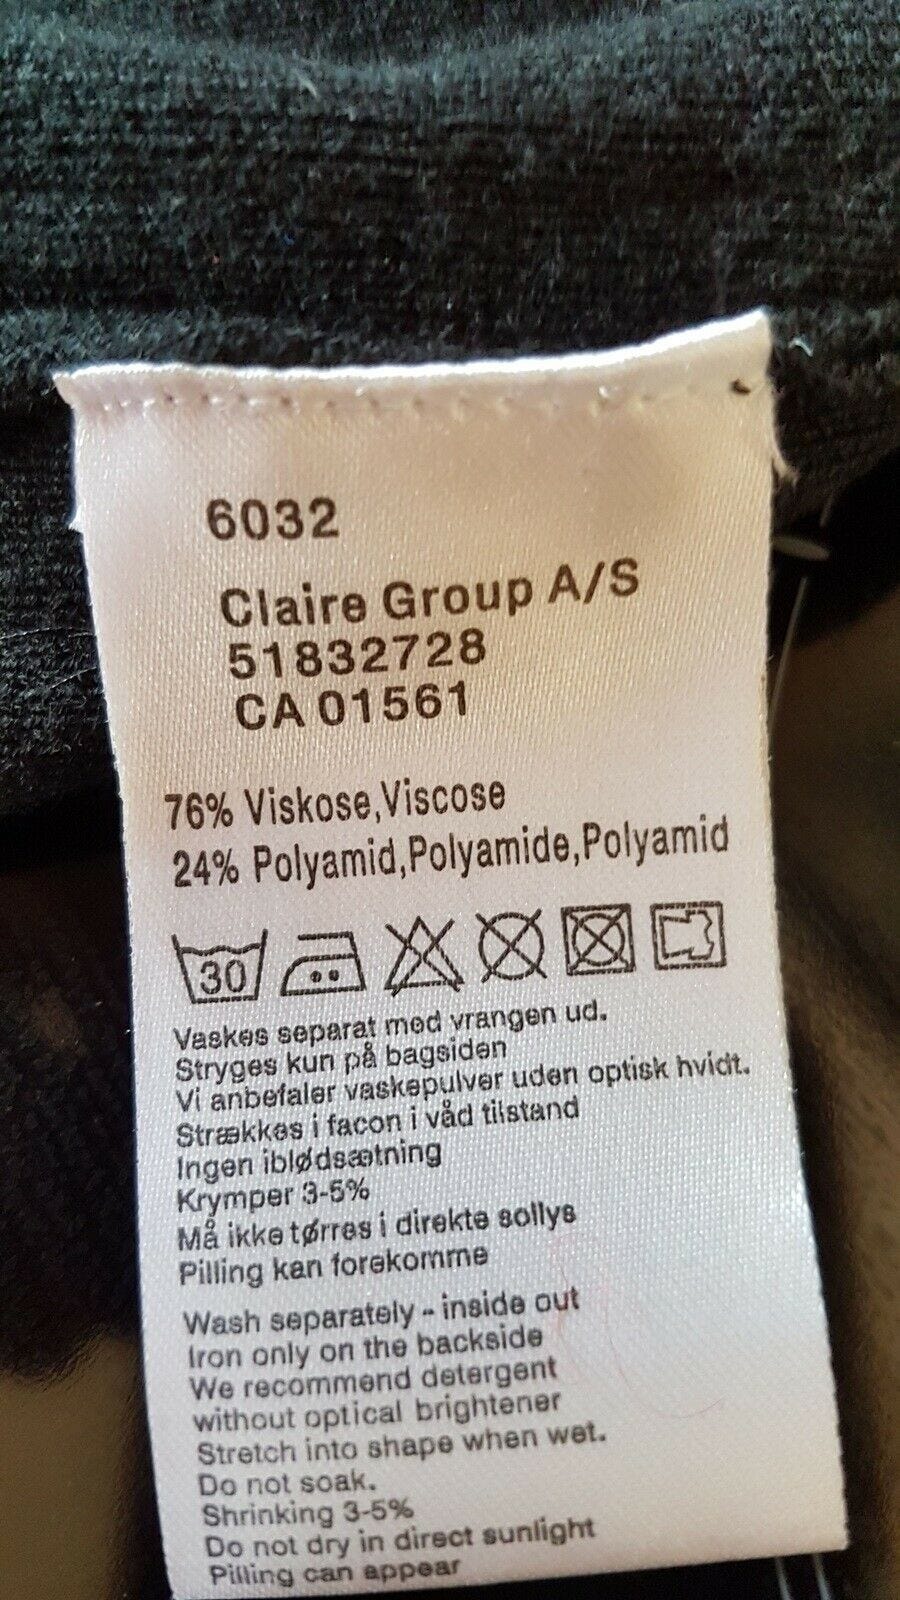 6032
Claire Group A/S
51832728
CA 01561
76% Viskose,Viscose
24% Polyamid,Polyamide,Polyamid
30
Vaskes separat med vrangen ud.
Stryges kun på bagsiden
Vi anbefaler vaskepulver uden optisk hvidt.
Strækkes i facon i våd tilstand
Ingen iblødsætning
Krymper 3-5%
Må ikke tørres i direkte sollys
Pilling kan forekomme
Wash separately - inside out
Iron only on the backside
We recommend detergent
without optical brightener
Stretch into shape when wet.
Do not soak.
Shrinking 3-5%
Do not dry in direct sunlight
Pilling can appear